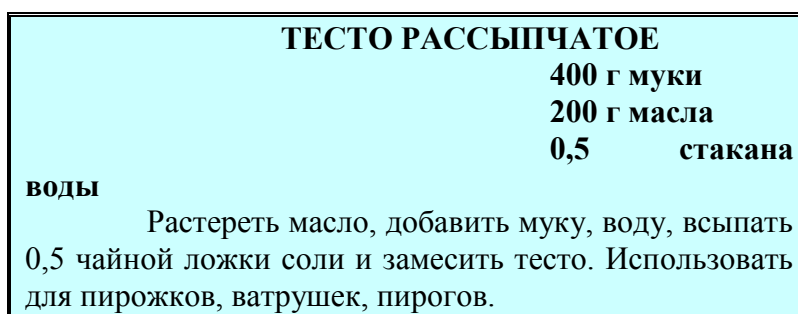 ТЕСТО РАССЫПЧАТОЕ
400 г муки
200 г масла
0,5 стакана
воды
Растереть масло, добавить муку, воду, всыпать
0,5 чайной ложки соли и замесить тесто. Использовать
для пирожков, ватрушек, пирогов.